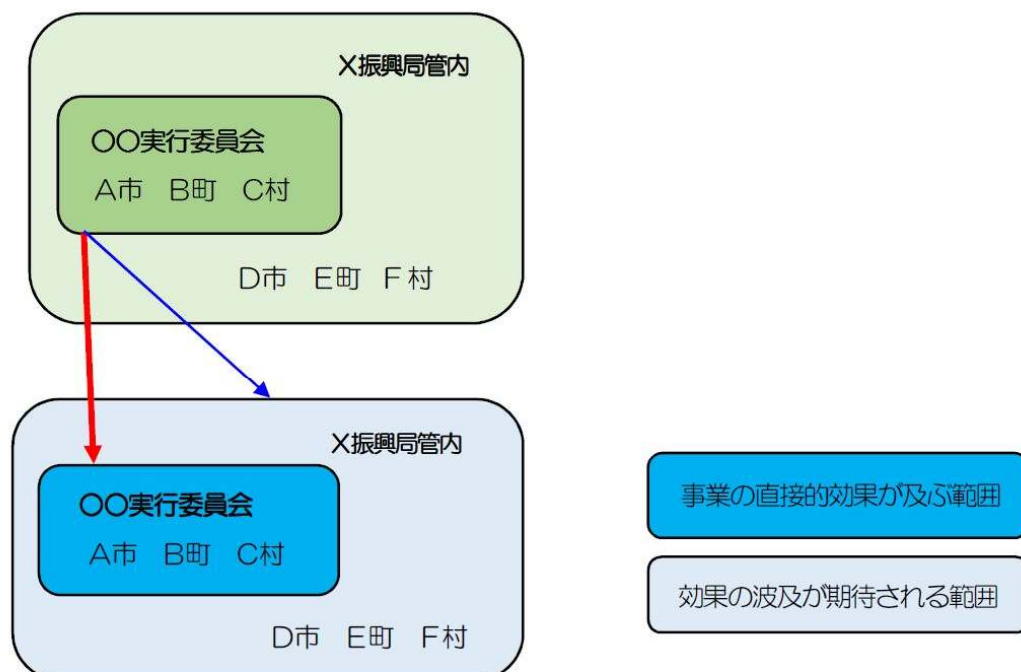 X振興局管内
〇〇実行委員会
A市 B町 C村
D市 E町 F村
X振興局管内
〇〇実行委員会
A市 B町 C村
D市 E町 F村
事業の直接的効果が及ぶ範囲
効果の波及が期待される範囲